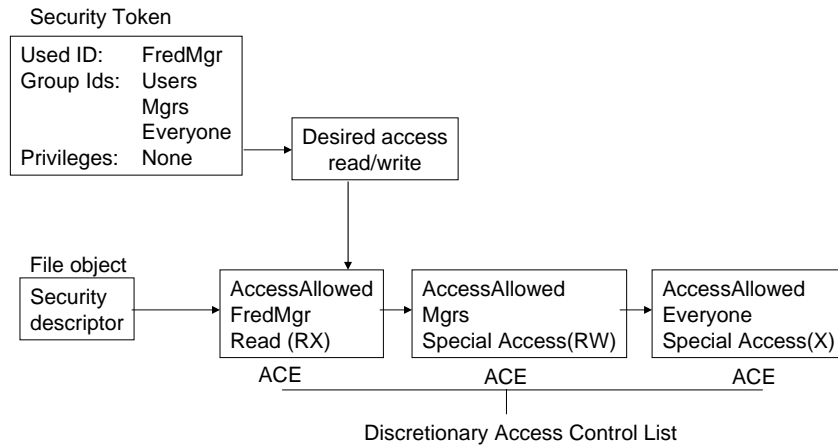 Security Token
Used ID: FredMgr
Group Ids: Users
Mgrs
Everyone
Privileges: None
Desired access
read/write
File object
Security
descriptor
AccessAllowed
FredMgr
Read (RX)
AccessAllowed
Mgrs
Special Access(RW)
AccessAllowed
Everyone
Special Access(X)
ACE
ACE
ACE
Discretionary Access Control List